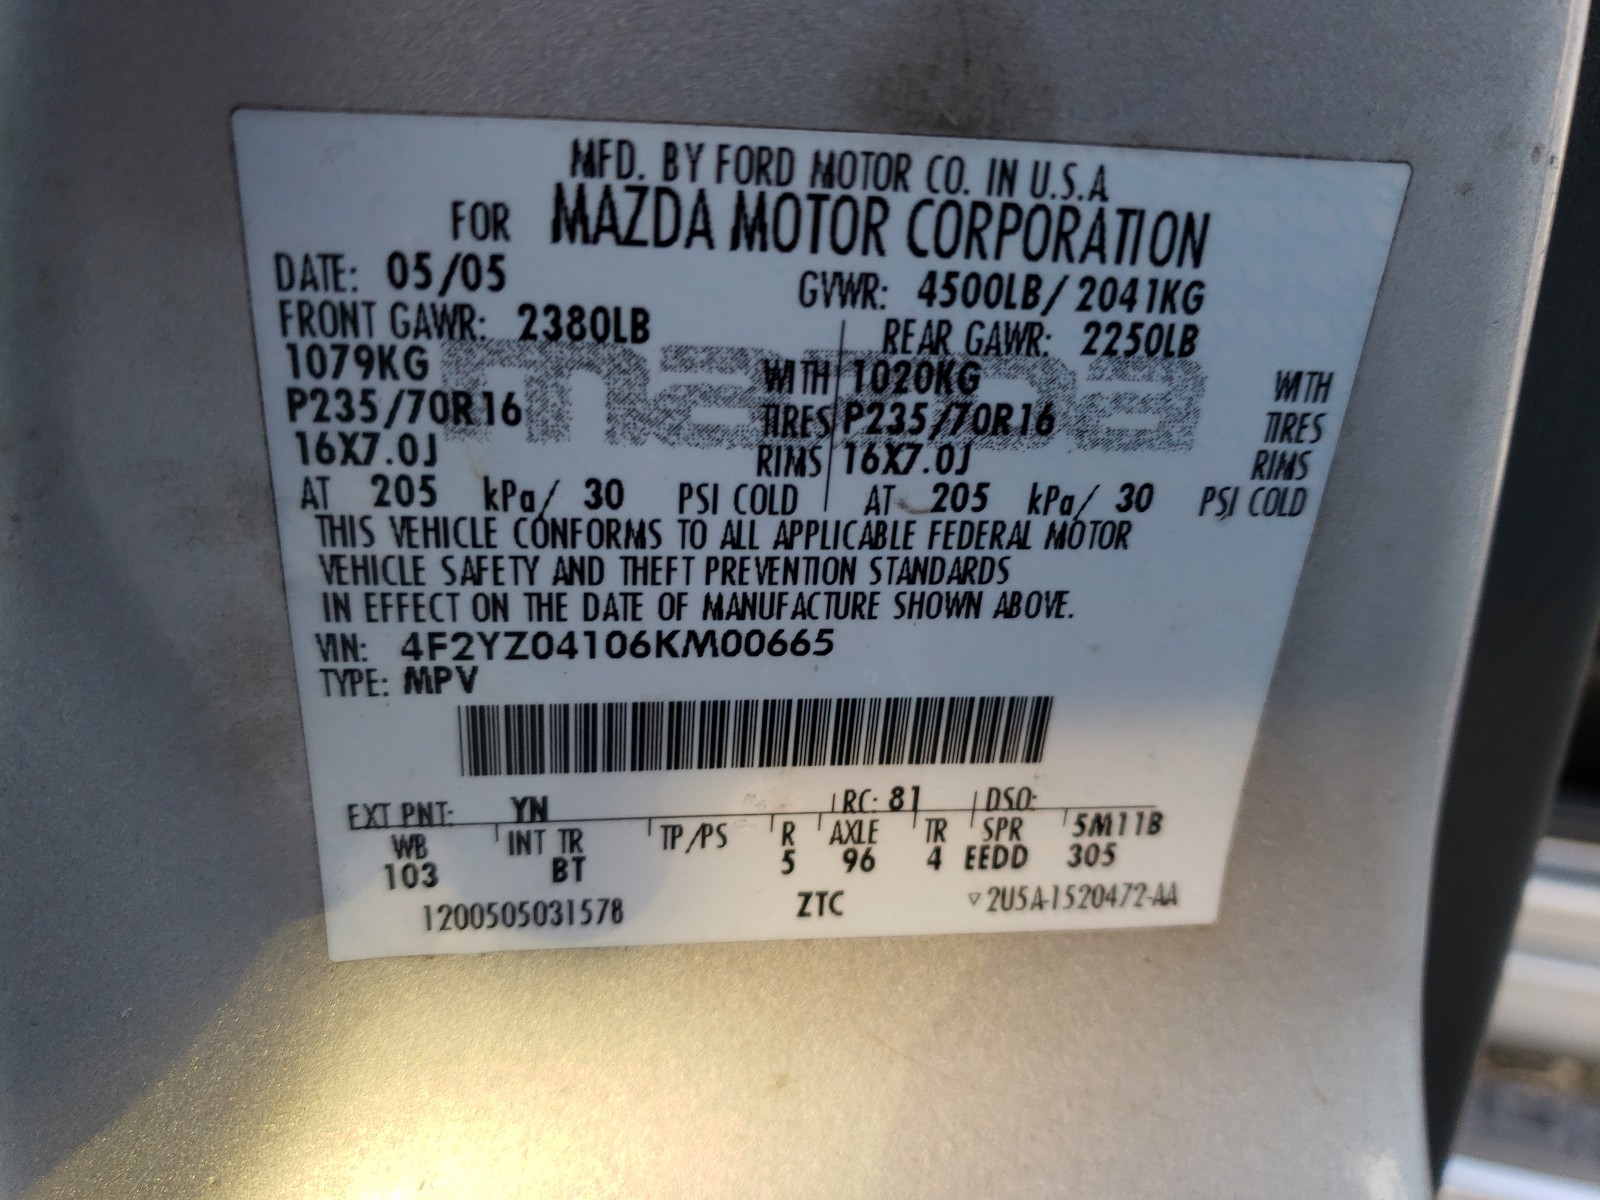 MFD. BY FORD MOTOR CO. IN U.S.A
FOR MAZDA MOTOR CORPORATION
DATE: 05/05 GVWR: 4500LB/ 2041KG
FRONT GAWR: 2380LB REAR GAWR: 2250LB
1079KG WITH 1020KG WITH
mazda
P235/70R16 TIRES P235/70R16 TIRES
16X7.0J RIMS 16X7.0J RIMS
AT 205 kPa/ 30 PSI COLD AT 205 kPa/ 30 PSI COLD
THIS VEHICLE CONFORMS TO ALL APPLICABLE FEDERAL MOTOR
VEHICLE SAFETY AND THEFT PREVENTION STANDARDS
IN EFFECT ON THE DATE OF MANUFACTURE SHOWN ABOVE.
VIN: 4F2YZ04106KM00665
TYPE: MPV
EXT PNT: YN RC: 81 DSO:
WB INT TR TP/PS R AXLE TR SPR 5M11B
103 BT 5 96 4 EEDD 305
1200505031578 ZTC ▽2U5A-1520472-AA